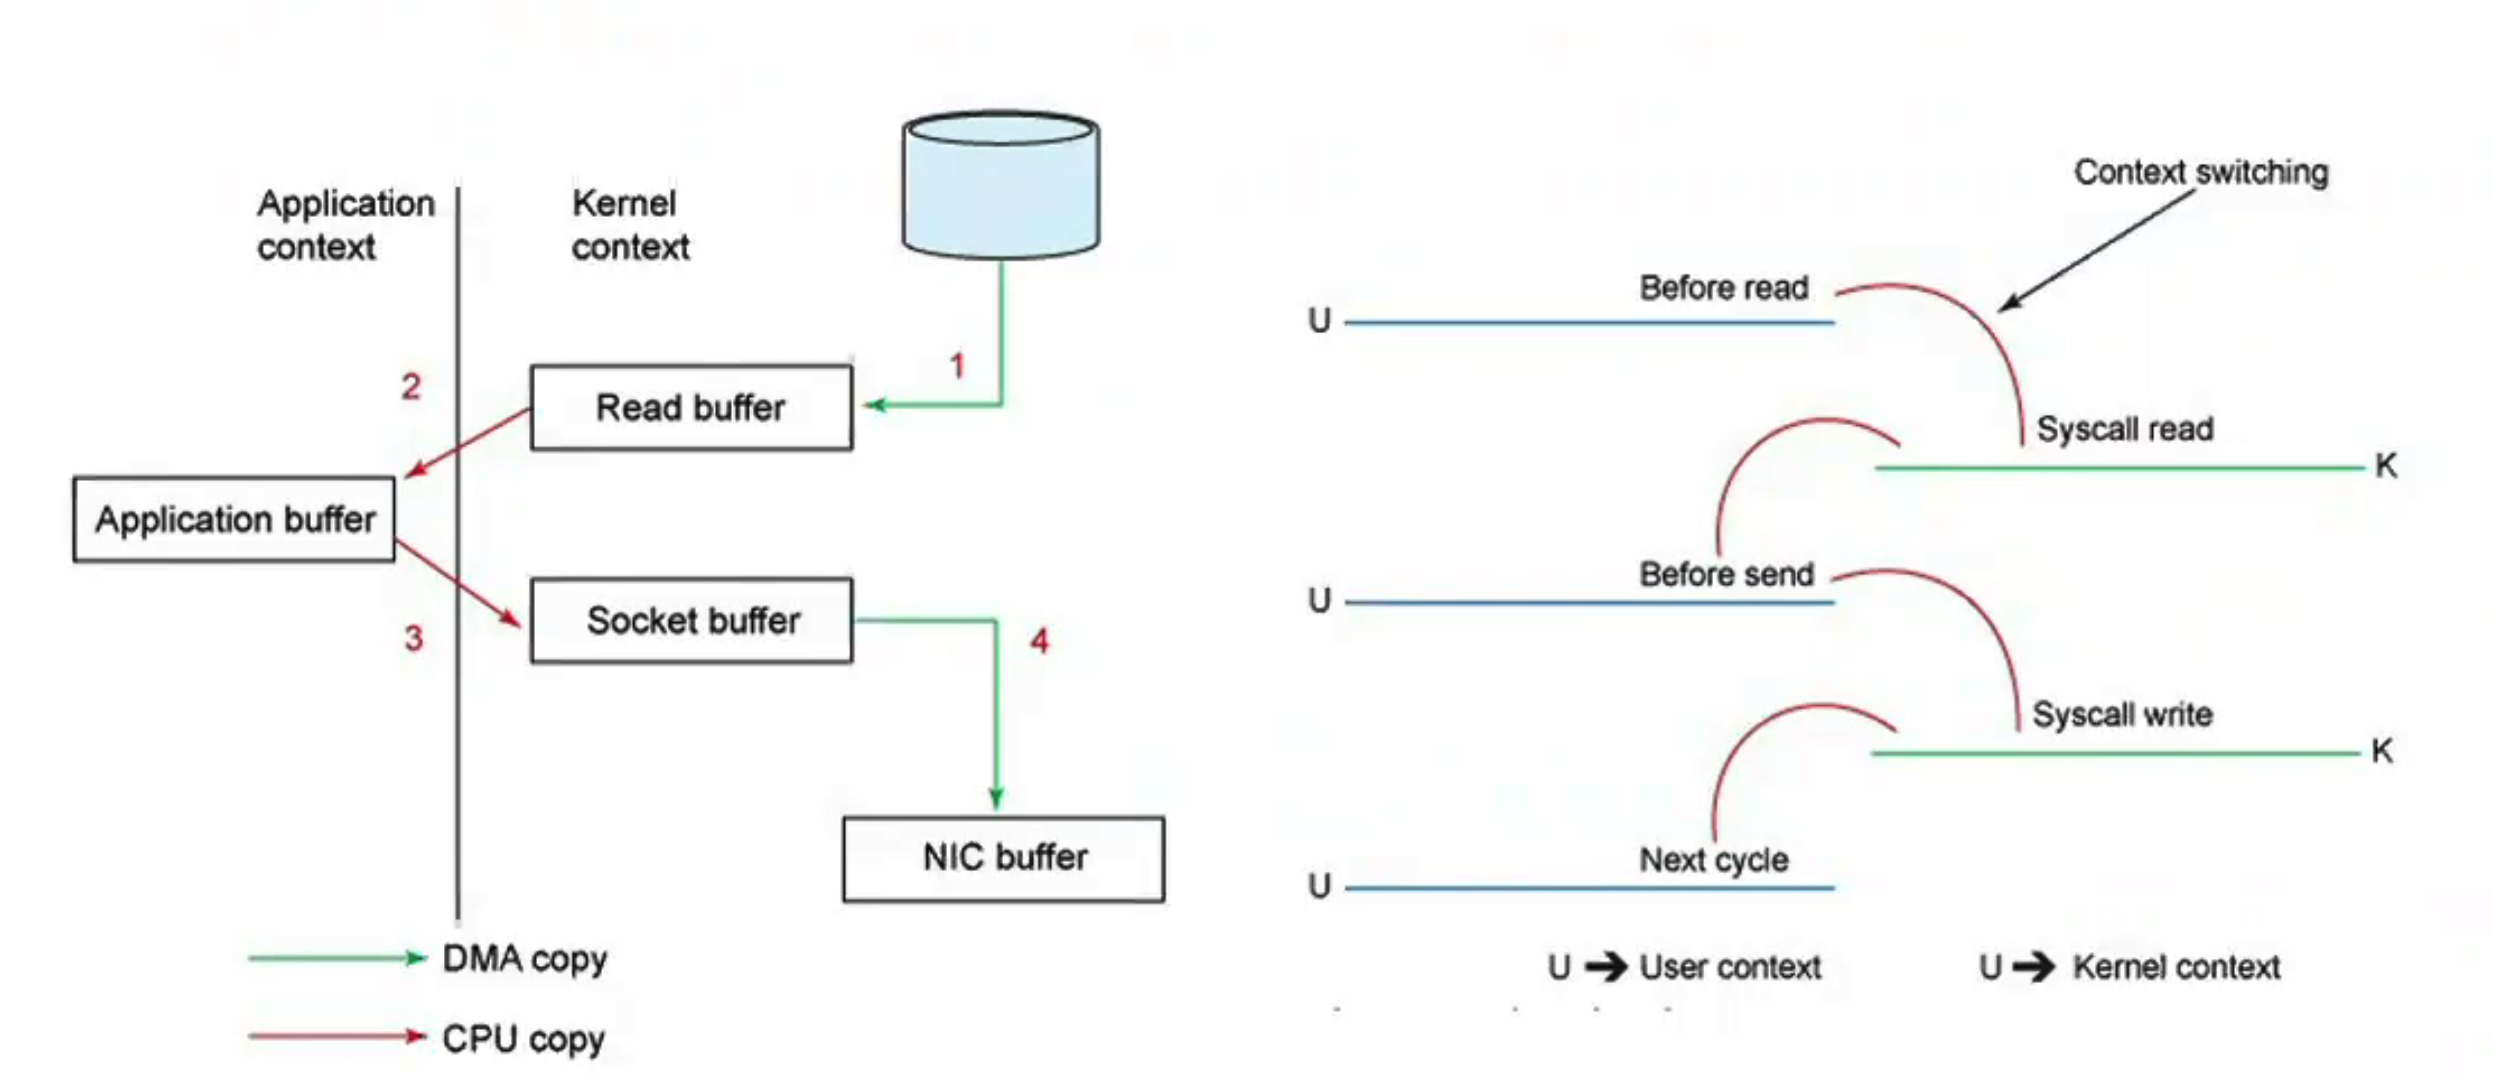 Application
context
Kernel
context
1
2
Read buffer
Application buffer
Socket buffer
3
4
NIC buffer
DMA copy
CPU copy
Context switching
Before read
U
Syscall read
K
Before send
U
Syscall write
K
Next cycle
U
U → User context
U → Kernel context